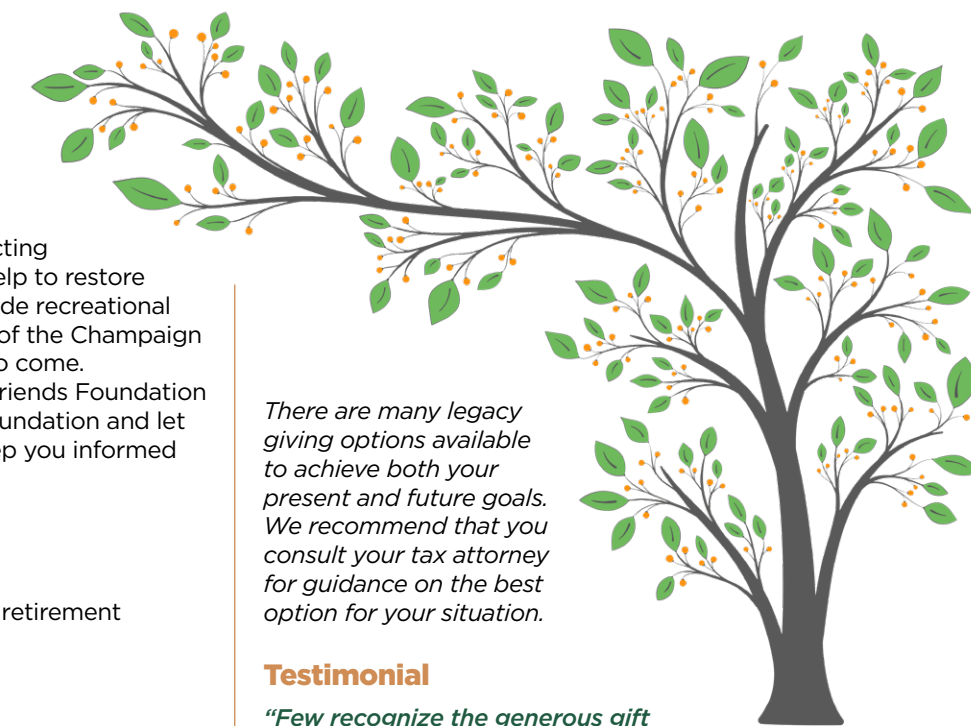 cting
elp to restore
de recreational
of the Champaign
o come.
riends Foundation
undation and let
ep you informed
retirement
There are many legacy
giving options available
to achieve both your
present and future goals.
We recommend that you
consult your tax attorney
for guidance on the best
option for your situation.
Testimonial
“Few recognize the generous gift